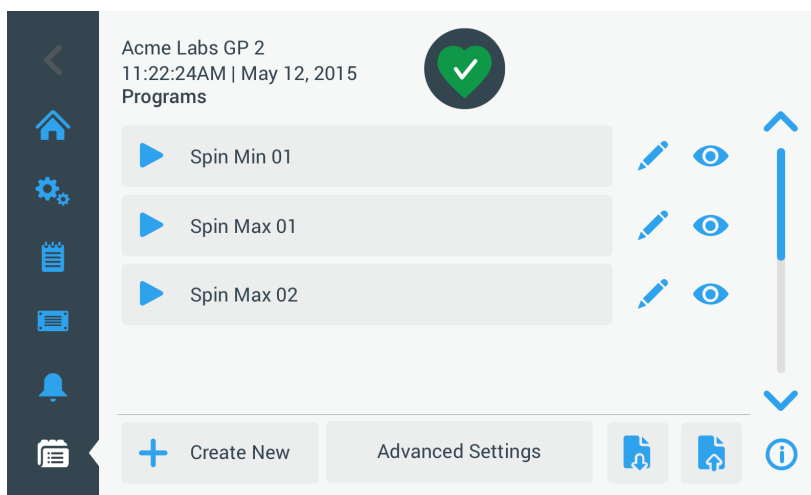 Acme Labs GP 2
11:22:24AM | May 12, 2015
Programs
Spin Min 01
Spin Max 01
Spin Max 02
Create New
Advanced Settings